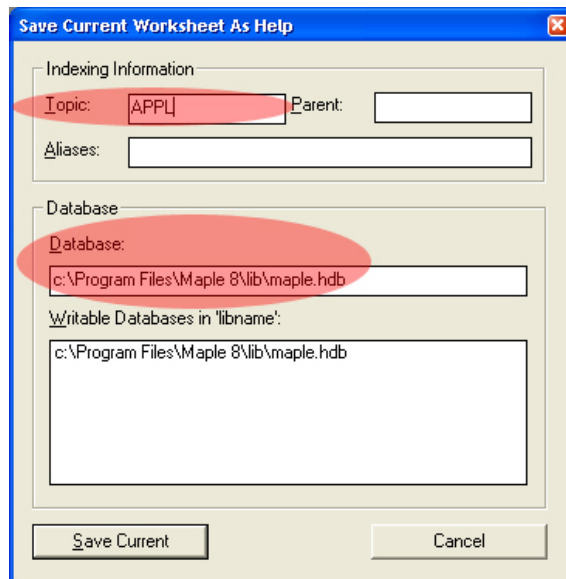 Save Current Worksheet As Help
Indexing Information
Topic: APPL Parent:
Aliases:
Database
Database:
c:\Program Files\Maple 8\lib\maple.hdb
Writable Databases in 'libname':
c:\Program Files\Maple 8\lib\maple.hdb
Save Current Cancel